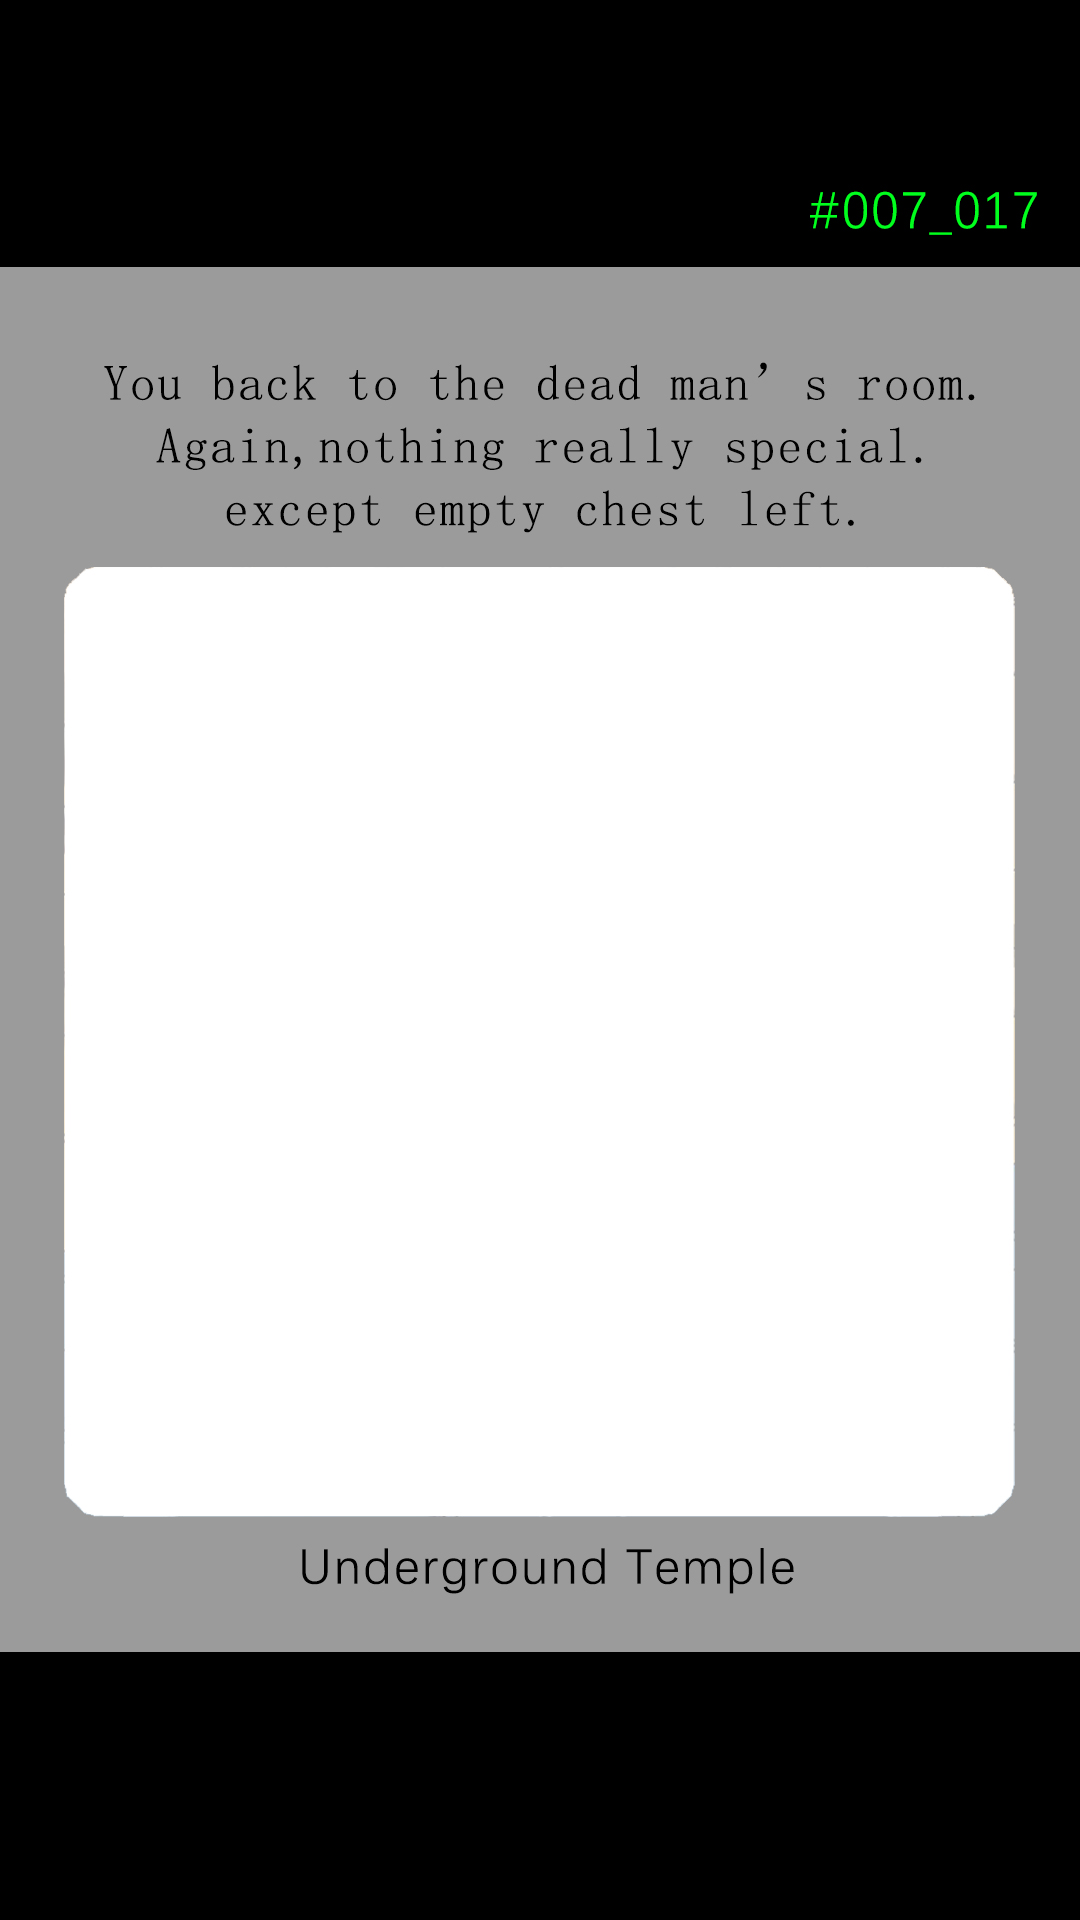 #007_017
You back to the dead man’s room.
Again,nothing really special.
except empty chest left.
Underground Temple